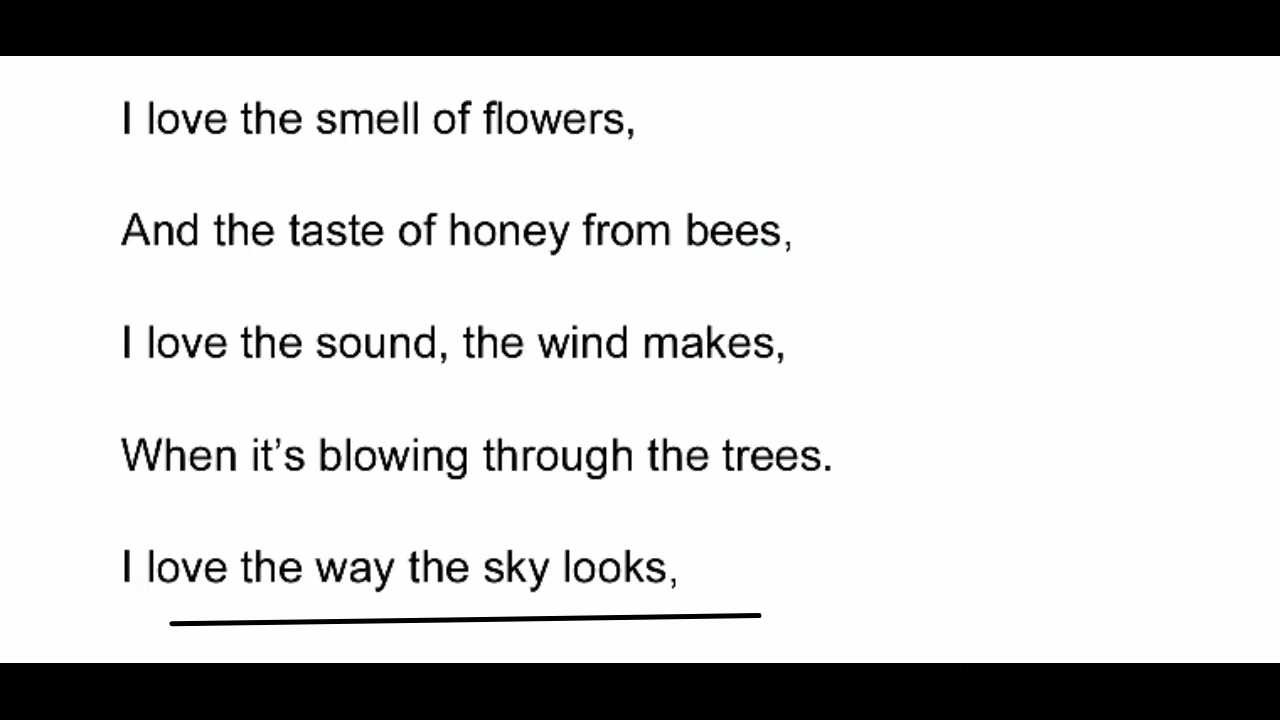 I love the smell of flowers,
And the taste of honey from bees,
I love the sound, the wind makes,
When it’s blowing through the trees.
I love the way the sky looks,